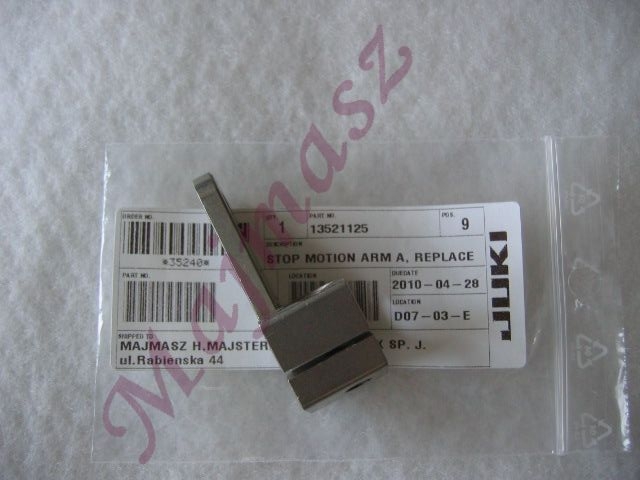 Majmasz
ORDER NO.
*35240*
QTY.
1
PART NO.
13521125
POS.
9
DESCRIPTION
STOP MOTION ARM A, REPLACE
PART NO.
LOCATION
DUEDATE
2010-04-28
LOCATION
D07-03-E
SHIPPED TO
MAJMASZ H.MAJSTER SP. J.
ul.Rabienska 44
JUKI